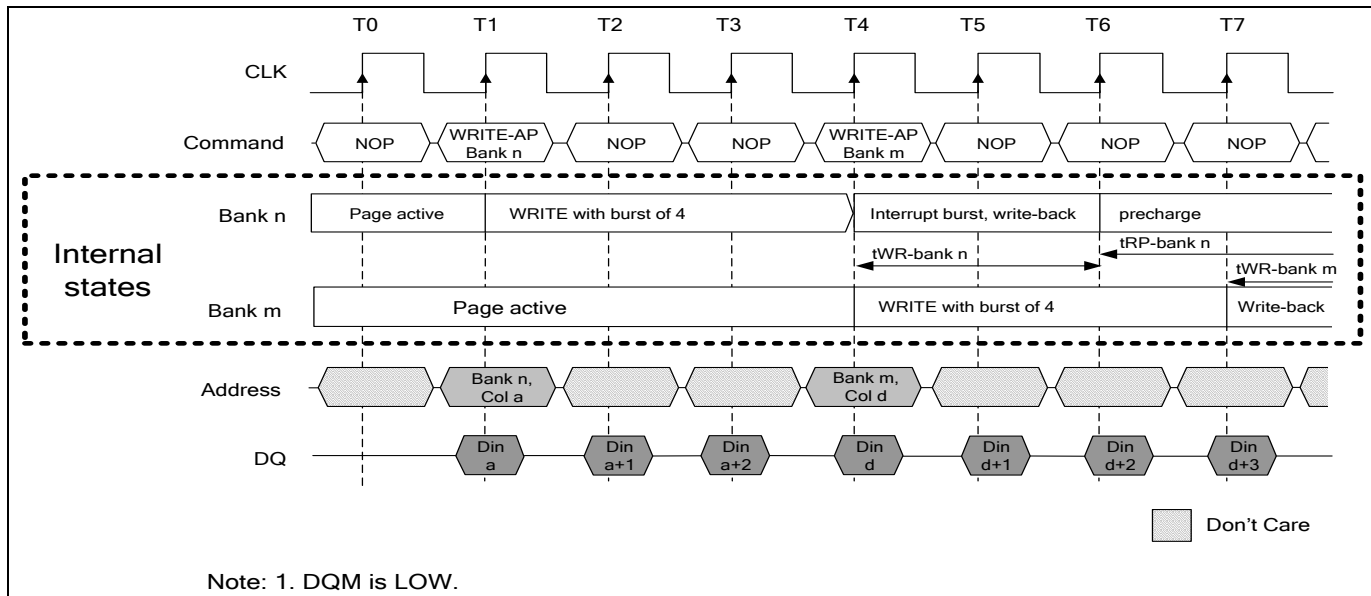 T0 T1 T2 T3 T4 T5 T6 T7
CLK
Command NOP WRITE-AP Bank n NOP NOP WRITE-AP Bank m NOP NOP NOP
Internal states
Bank n Page active WRITE with burst of 4 Interrupt burst, write-back precharge
tWR-bank n tRP-bank n
tWR-bank m
Bank m Page active WRITE with burst of 4 Write-back
Address Bank n, Col a Bank m, Col d
DQ Din a Din a+1 Din a+2 Din d Din d+1 Din d+2 Din d+3
Don't Care
Note: 1. DQM is LOW.